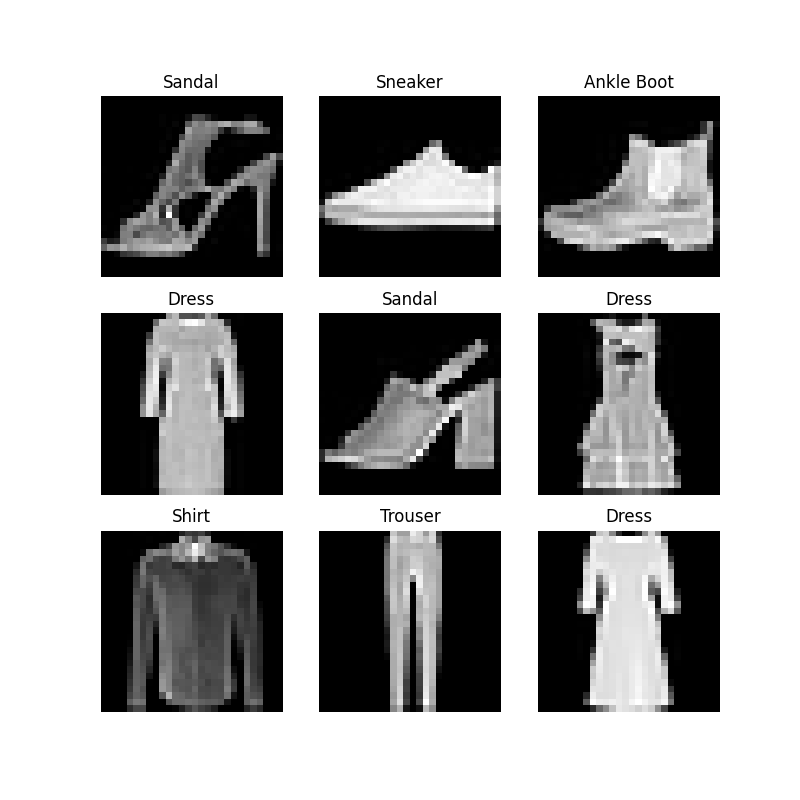 Sandal
Sneaker
Ankle Boot
Dress
Sandal
Dress
Shirt
Trouser
Dress